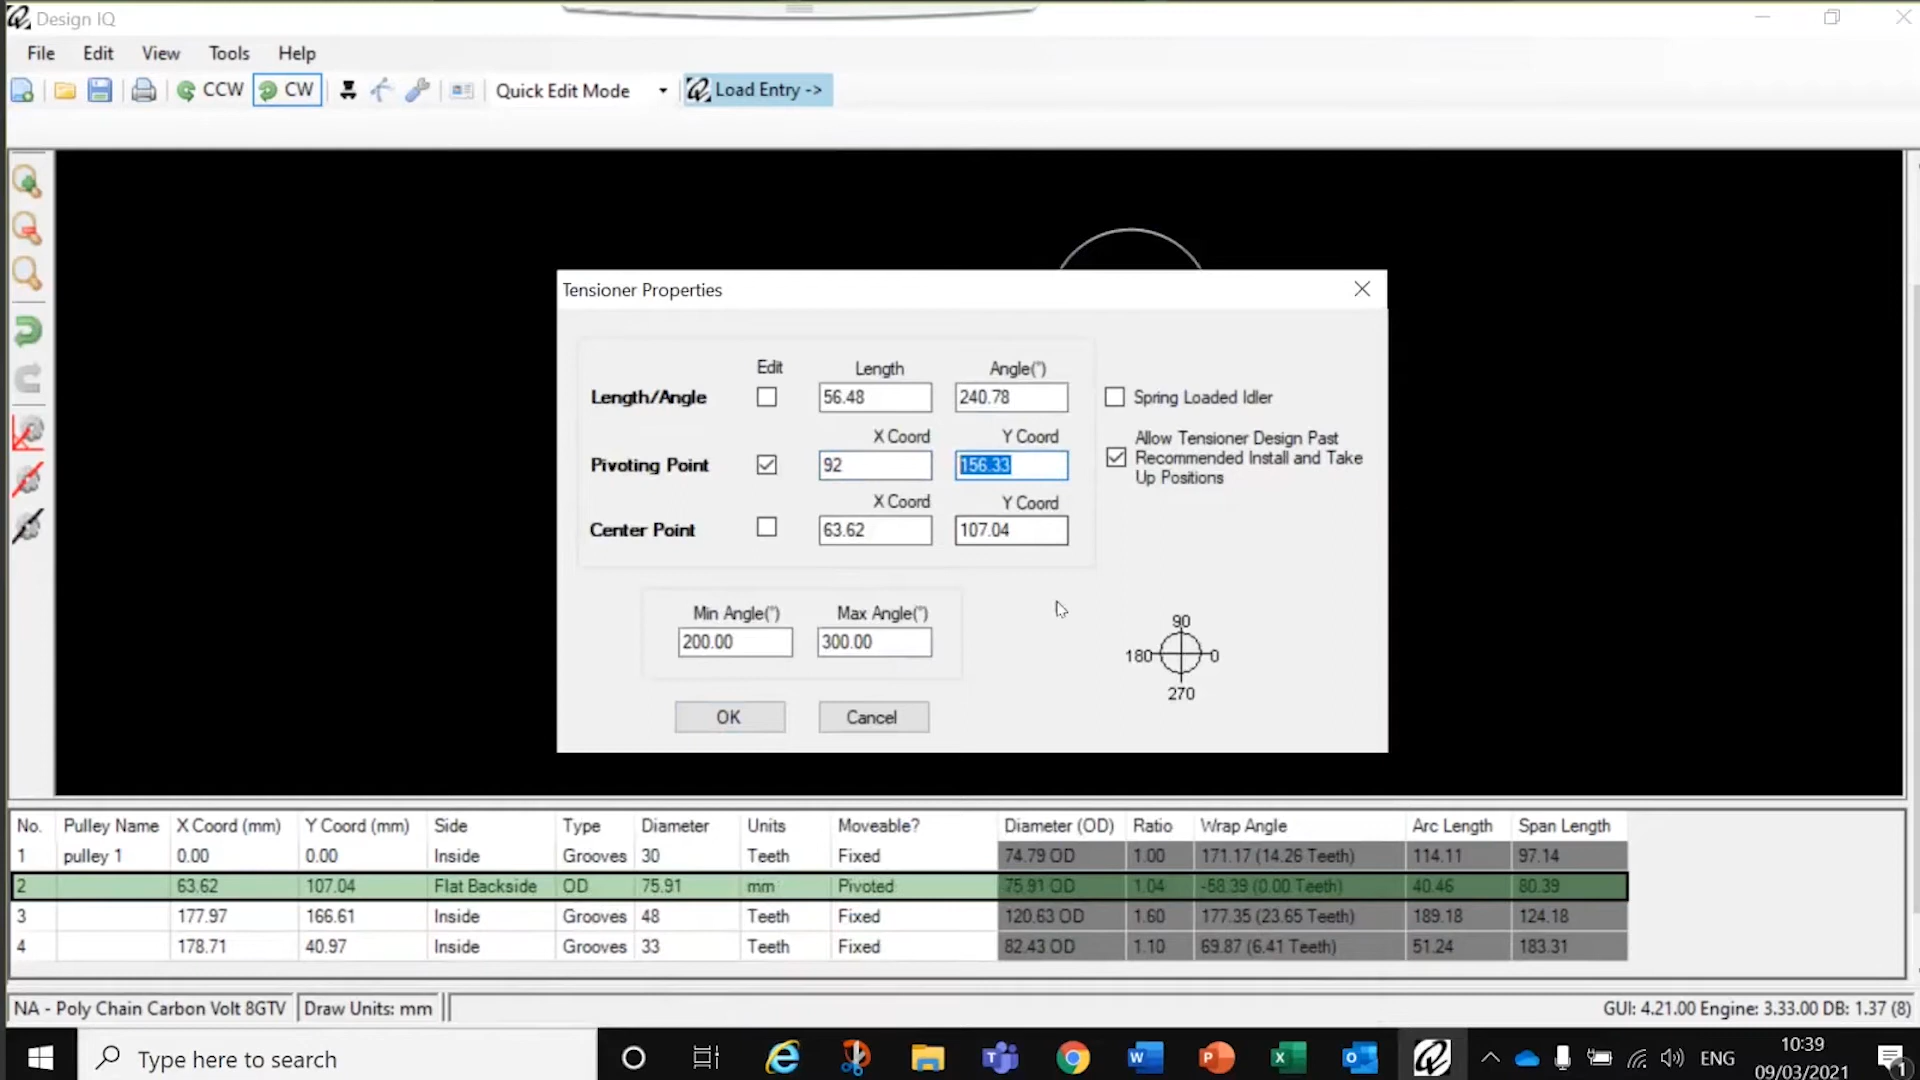 Design IQ
File Edit View Tools Help
CCW CW Quick Edit Mode Load Entry ->
Tensioner Properties
Edit Length Angle(°)
Length/Angle 56.48 240.78 Spring Loaded Idler
X Coord Y Coord
Pivoting Point 92 156.33
Allow Tensioner Design Past
Recommended Install and Take
Up Positions
X Coord Y Coord
Center Point 63.62 107.04
Min Angle(°) Max Angle(°)
200.00 300.00
90
180 0
270
OK Cancel
No. Pulley Name X Coord (mm) Y Coord (mm) Side Type Diameter Units Moveable? Diameter (OD) Ratio Wrap Angle Arc Length Span Length
1 pulley 1 0.00 0.00 Inside Grooves 30 Teeth Fixed 74.79 OD 1.00 171.17 (14.26 Teeth) 114.11 97.14
2 63.62 107.04 Flat Backside OD 75.91 mm Pivoted 75.91 OD 1.04 -58.39 (0.00 Teeth) 40.46 80.39
3 177.97 166.61 Inside Grooves 48 Teeth Fixed 120.63 OD 1.60 177.35 (23.65 Teeth) 189.18 124.18
4 178.71 40.97 Inside Grooves 33 Teeth Fixed 82.43 OD 1.10 69.87 (6.41 Teeth) 51.24 183.31
NA - Poly Chain Carbon Volt 8GTV Draw Units: mm GUI: 4.21.00 Engine: 3.33.00 DB: 1.37 (8)
Type here to search ENG 10:39
09/03/2021 1